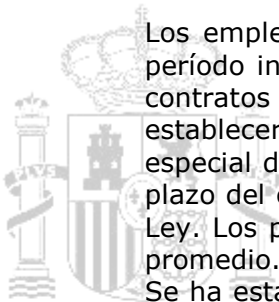 Los emple
período in
contratos
establecer
especial d
plazo del
Ley. Los p
promedio.
Se ha esta